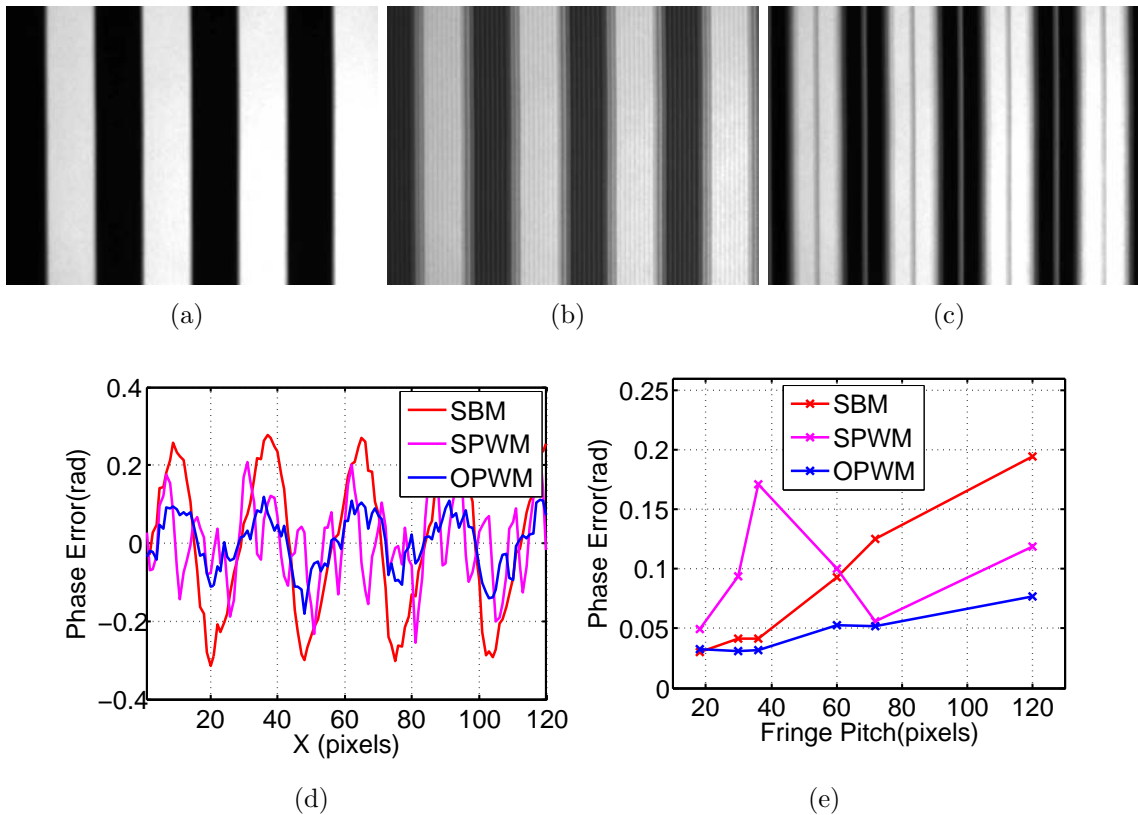 (a)
(b)
(c)
0.4
0.2
0
−0.2
−0.4
Phase Error(rad)
20
40
60
80
100
120
X (pixels)
SBM
SPWM
OPWM
(d)
0.25
0.2
0.15
0.1
0.05
0
Phase Error(rad)
20
40
60
80
100
120
Fringe Pitch(pixels)
SBM
SPWM
OPWM
(e)